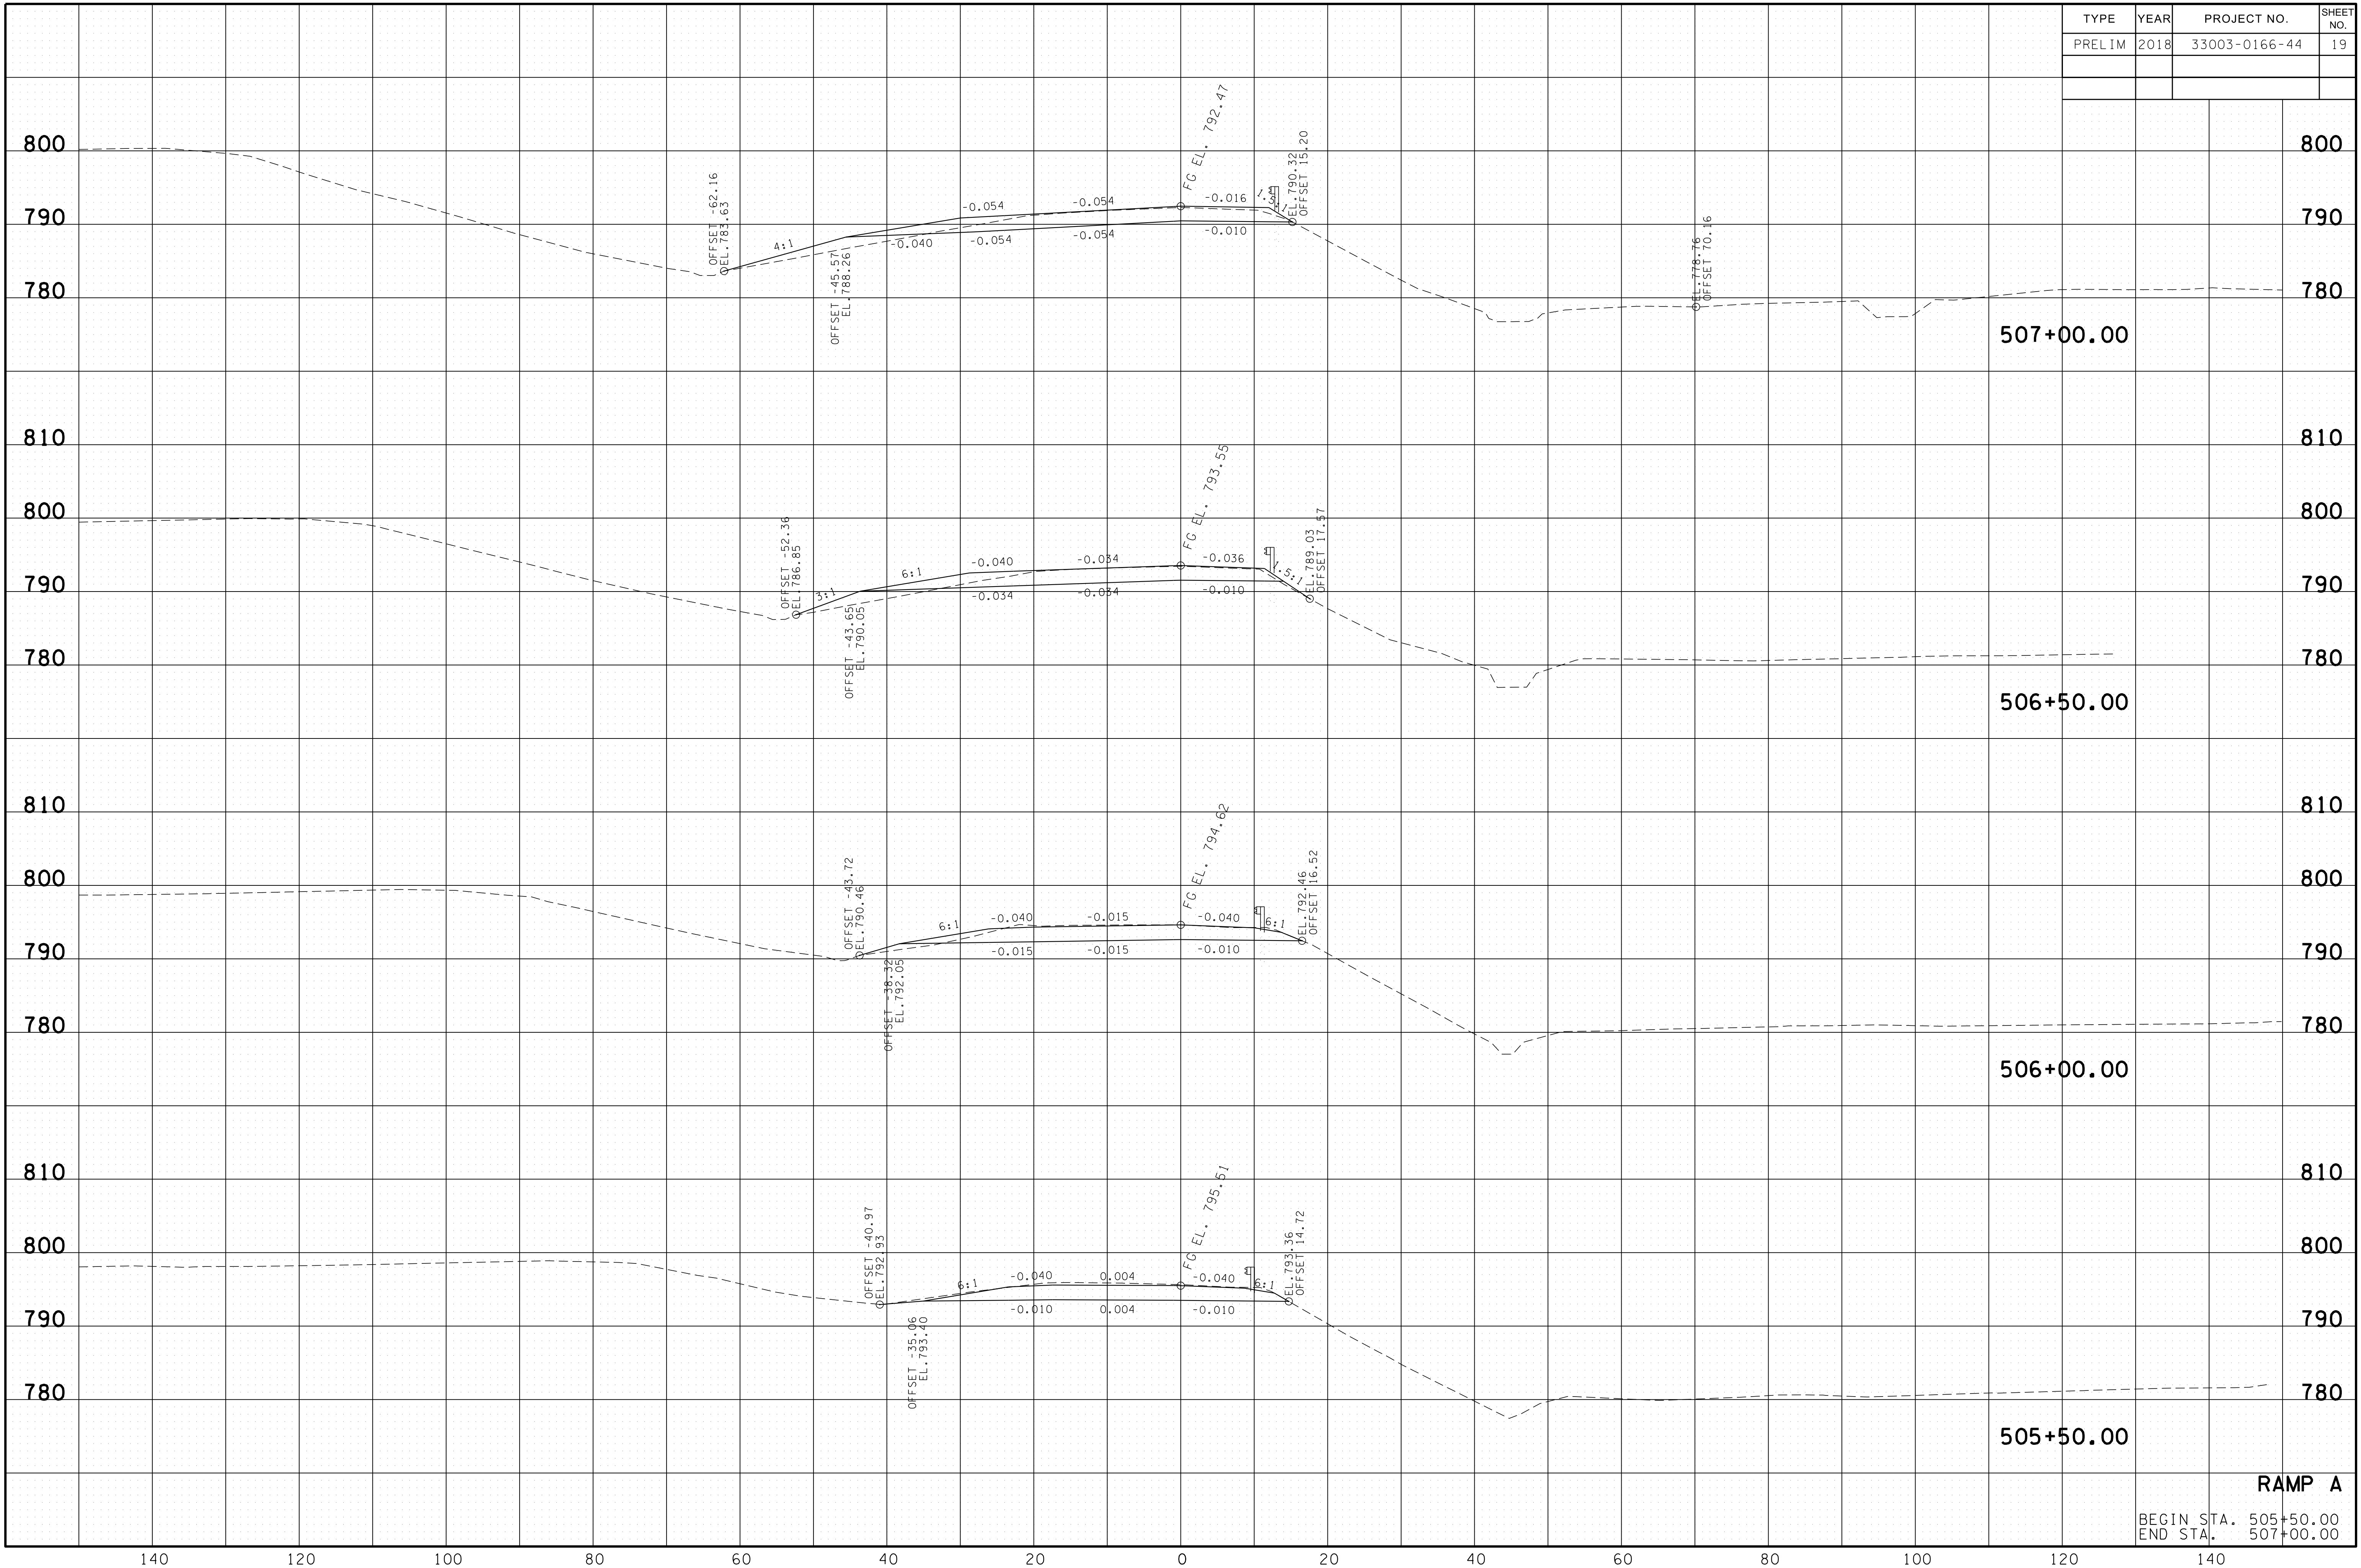 TYPE YEAR PROJECT NO. SHEET NO.
PRELIM 2018 33003-0166-44 19
800 800
790 790
780 780
FG EL. 792.47
OFFSET -62.16
EL.783.63
4:1
-0.054
-0.054
-0.016
1.5:1
EL.790.32
OFFSET 15.20
-0.040
-0.054
-0.054
-0.010
OFFSET -45.57
EL.788.26
EL.778.76
OFFSET 70.16
507+00.00
810 810
800 800
790 790
780 780
FG EL. 793.55
OFFSET -52.36
EL.786.85
3:1
6:1
-0.040
-0.034
-0.036
1.5:1
EL.789.03
OFFSET 17.57
-0.034
-0.034
-0.010
OFFSET -43.65
EL.790.05
506+50.00
810 810
800 800
790 790
780 780
FG EL. 794.62
OFFSET -43.72
EL.790.46
6:1
-0.040
-0.015
-0.040
6:1
EL.792.46
OFFSET 16.52
-0.015
-0.015
-0.010
OFFSET -38.32
EL.792.05
506+00.00
810 810
800 800
790 790
780 780
FG EL. 795.51
OFFSET -40.97
EL.792.93
6:1
-0.040
0.004
-0.040
6:1
EL.793.36
OFFSET 14.72
-0.010
0.004
-0.010
OFFSET -35.06
EL.793.40
505+50.00
RAMP A
BEGIN STA. 505+50.00
END STA. 507+00.00
140 120 100 80 60 40 20 0 20 40 60 80 100 120 140